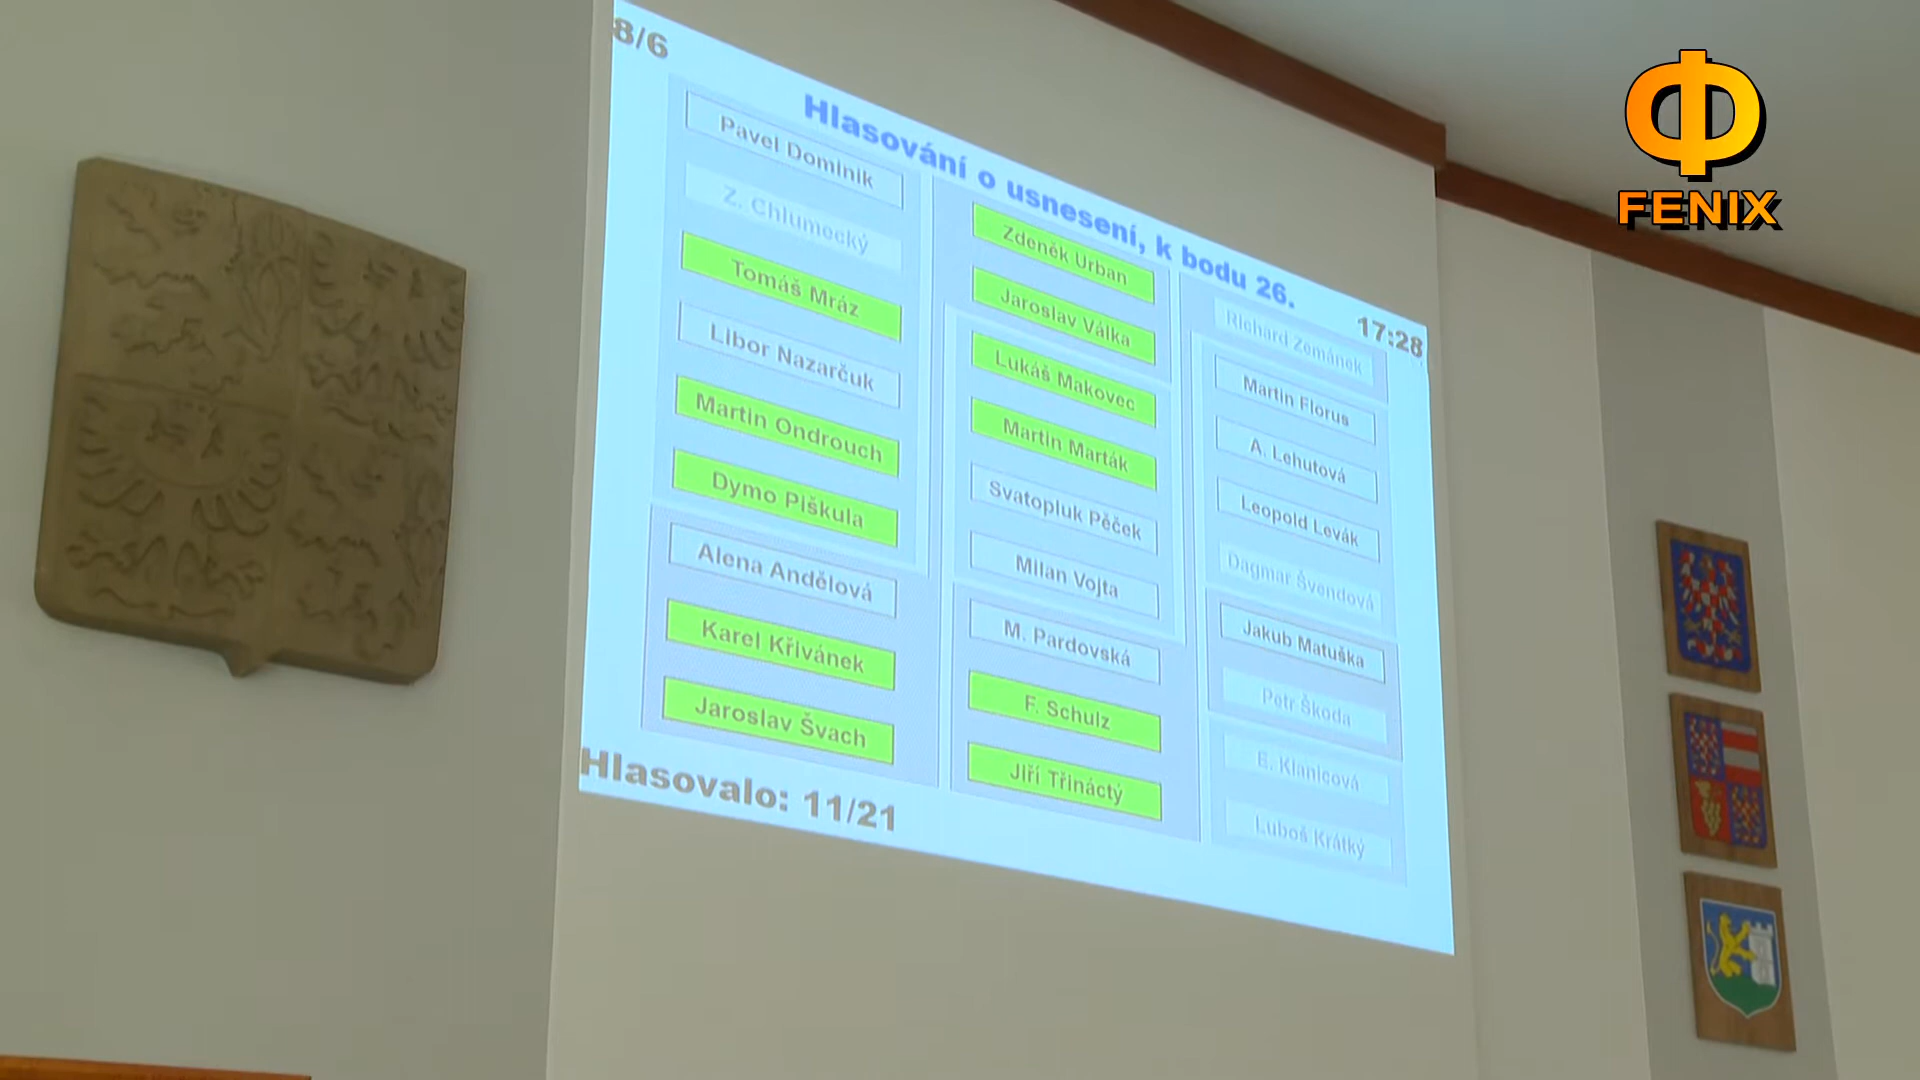 8/6
Hlasování o usnesení, k bodu 26.
17:28
Pavel Dominik
Z. Chlumecký
Tomáš Mráz
Libor Nazarčuk
Martin Ondrouch
Dymo Piškula
Alena Andělová
Karel Křivánek
Jaroslav Švach
Zdeněk Urban
Jaroslav Válka
Lukáš Makovec
Martin Marták
Svatopluk Pěček
Milan Vojta
M. Pardovská
F. Schulz
Jiří Třináctý
Richard Zemánek
Martin Florus
A. Lehutová
Leopold Levák
Dagmar Švendová
Jakub Matuška
Petr Škoda
E. Klanicová
Luboš Krátký
Hlasovalo: 11/21
FENIX